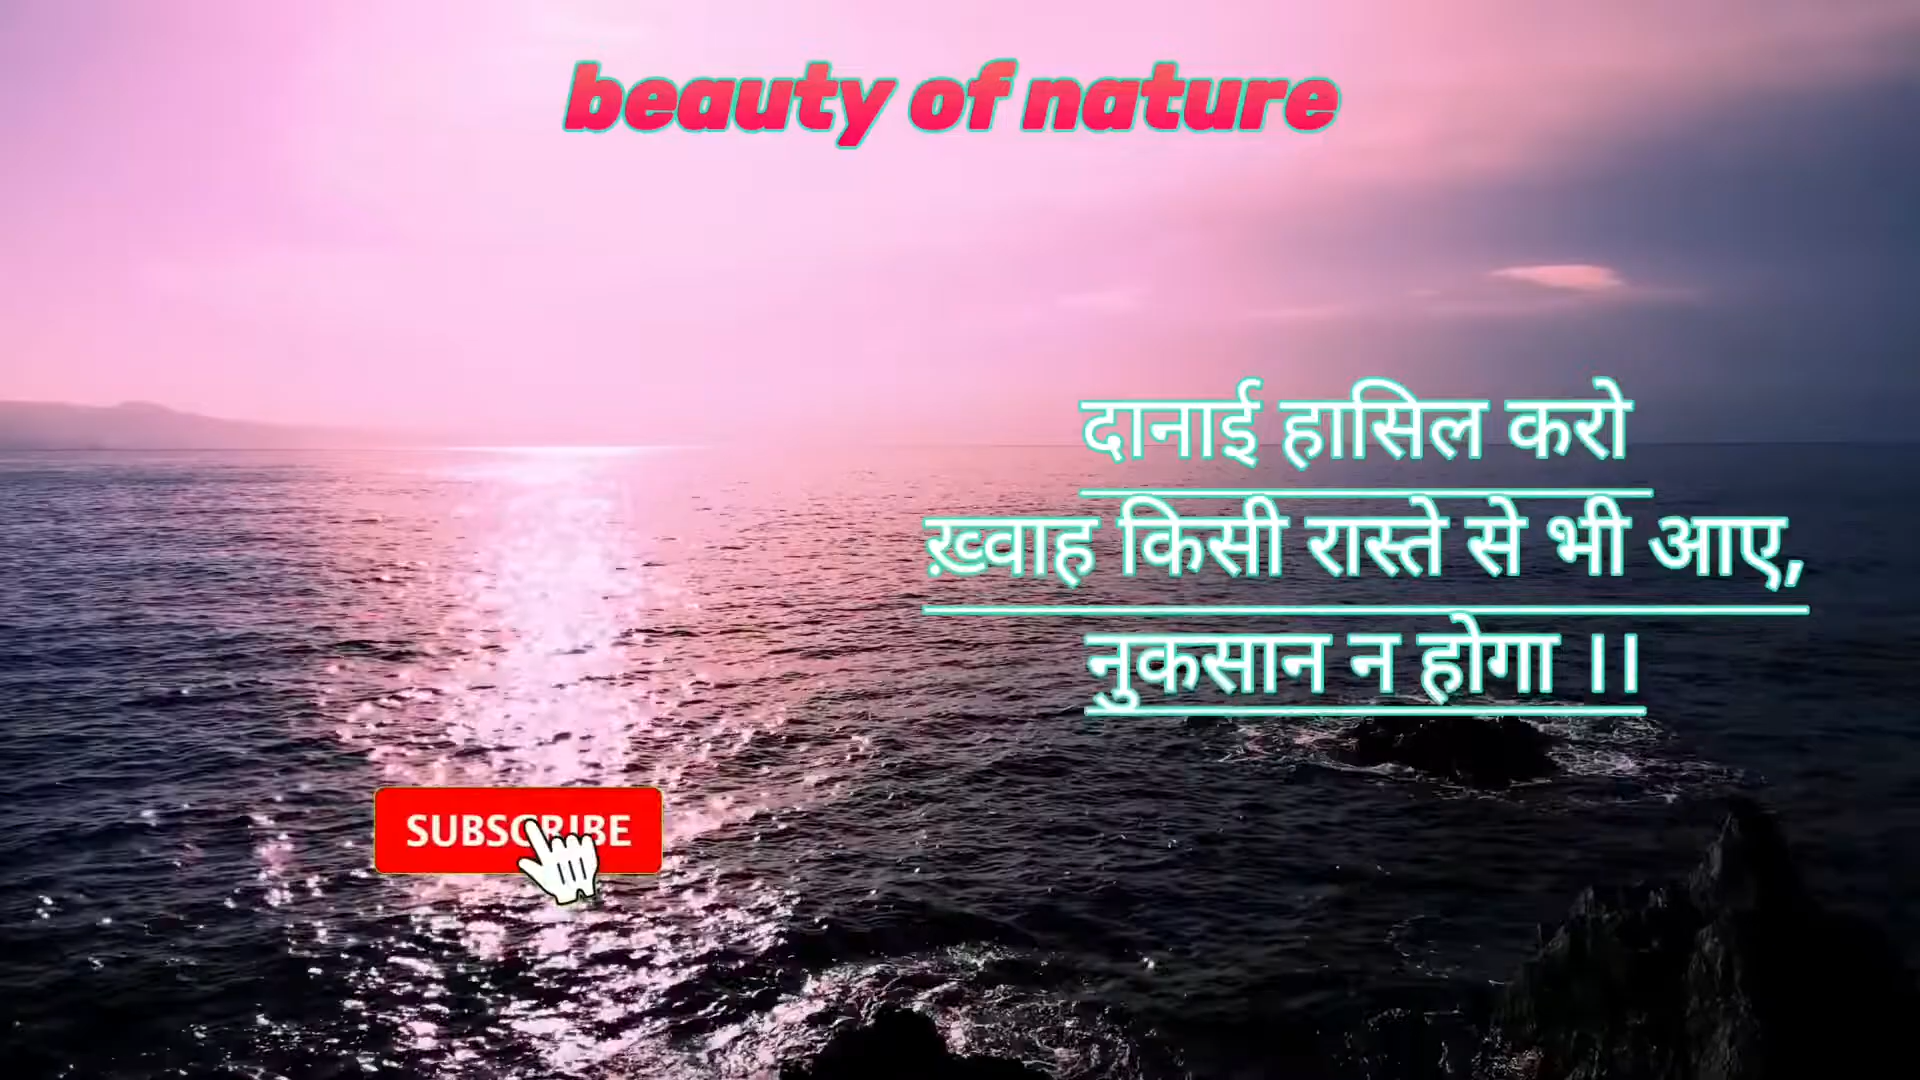 beauty of nature
दानाई हासिल करो
ख़्वाह किसी रास्ते से भी आए,
नुकसान न होगा ।।
SUBSCRIBE